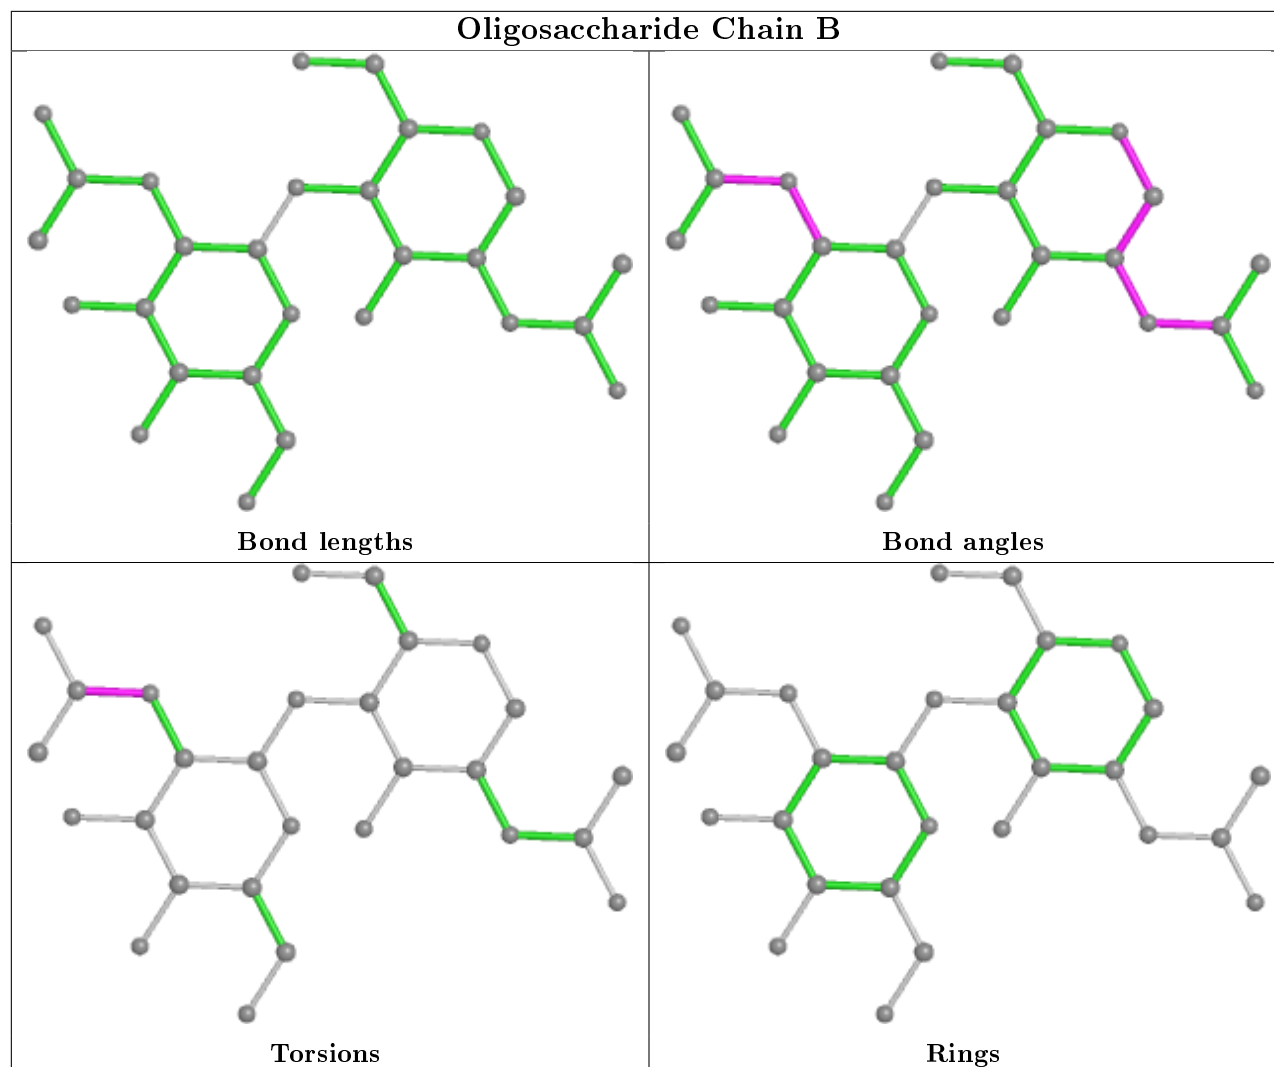 Oligosaccharide Chain B
Bond lengths
Bond angles
Torsions
Rings